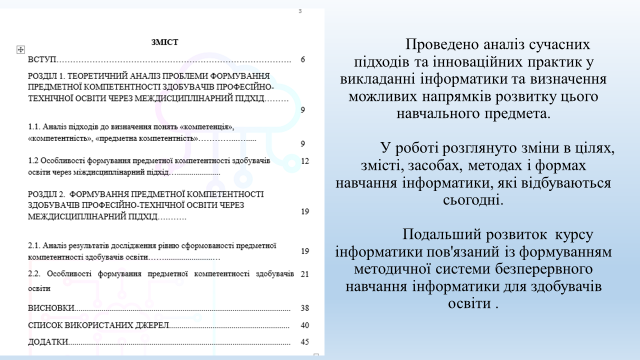 5
ЗМІСТ
ВСТУП……………………………………………………………………………… 6
РОЗДІЛ 1. ТЕОРЕТИЧНИЙ АНАЛІЗ ПРОБЛЕМИ ФОРМУВАННЯ
ПРЕДМЕТНОЇ КОМПЕТЕНТНОСТІ ЗДОБУВАЧІВ ПРОФЕСІЙНО-
ТЕХНІЧНОЇ ОСВІТИ ЧЕРЕЗ МЕЖДИСЦИПЛІНАРНИЙ ПІДХІД………
9
1.1. Аналіз підходів до визначення понять «компетенція»,
«компетентність», «предметна компетентність»…………………… 9
1.2 Особливості формування предметної компетентності здобувачів 12
освіти через міждисциплінарний підхід.........................
РОЗДІЛ 2. ФОРМУВАННЯ ПРЕДМЕТНОЇ КОМПЕТЕНТНОСТІ
ЗДОБУВАЧІВ ПРОФЕСІЙНО-ТЕХНІЧНОЇ ОСВІТИ ЧЕРЕЗ 19
МЕЖДИСЦИПЛІНАРНИЙ ПІДХІД………..
2.1. Аналіз результатів дослідження рівню сформованості предметної
компетентності здобувачів освіти…….......................… 19
2.2. Особливості формування предметної компетентності здобувачів 21
освіти
ВИСНОВКИ........................................................................................ 38
СПИСОК ВИКОРИСТАНИХ ДЖЕРЕЛ............................................ 40
ДОДАТКИ........................................................................................... 45
Проведено аналіз сучасних
підходів та інноваційних практик у
викладанні інформатики та визначення
можливих напрямків розвитку цього
навчального предмета.
У роботі розглянуто зміни в цілях,
змісті, засобах, методах і формах
навчання інформатики, які відбуваються
сьогодні.
Подальший розвиток курсу
інформатики пов'язаний із формуванням
методичної системи безперервного
навчання інформатики для здобувачів
освіти .